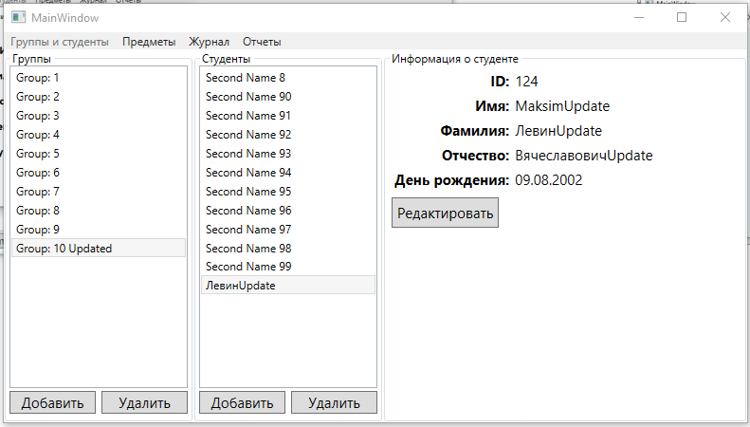 MainWindow
Группы и студенты Предметы Журнал Отчеты
Группы
Group: 1
Group: 2
Group: 3
Group: 4
Group: 5
Group: 6
Group: 7
Group: 8
Group: 9
Group: 10 Updated
Добавить Удалить
Студенты
Second Name 8
Second Name 90
Second Name 91
Second Name 92
Second Name 93
Second Name 94
Second Name 95
Second Name 96
Second Name 97
Second Name 98
Second Name 99
ЛевинUpdate
Добавить Удалить
Информация о студенте
ID: 124
Имя: MaksimUpdate
Фамилия: ЛевинUpdate
Отчество: ВячеславовичUpdate
День рождения: 09.08.2002
Редактировать